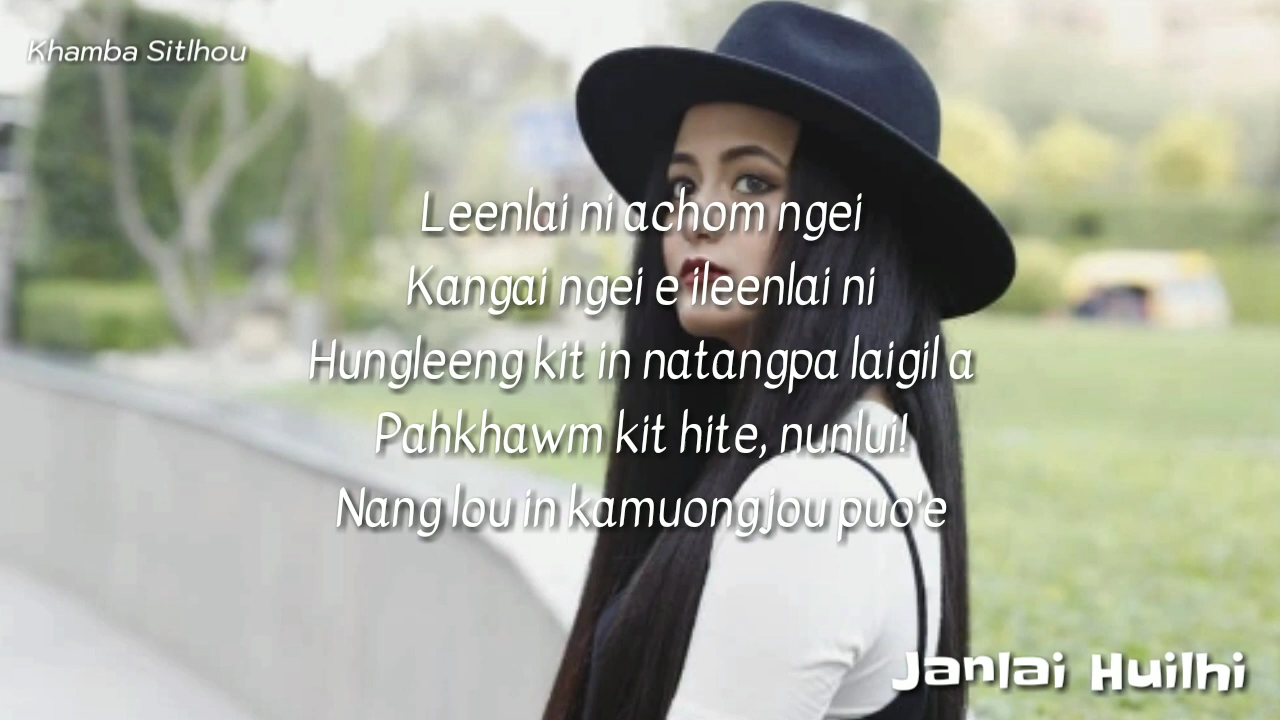 Khamba Sitlhou
Leenlai ni achom ngei
Kangai ngei e ileenlai ni
Hungleeng kit in natangpa laigil a
Pahkhawm kit hite, nunlui!
Nang lou in kamuongjou puo'e
Janlai Huilhi